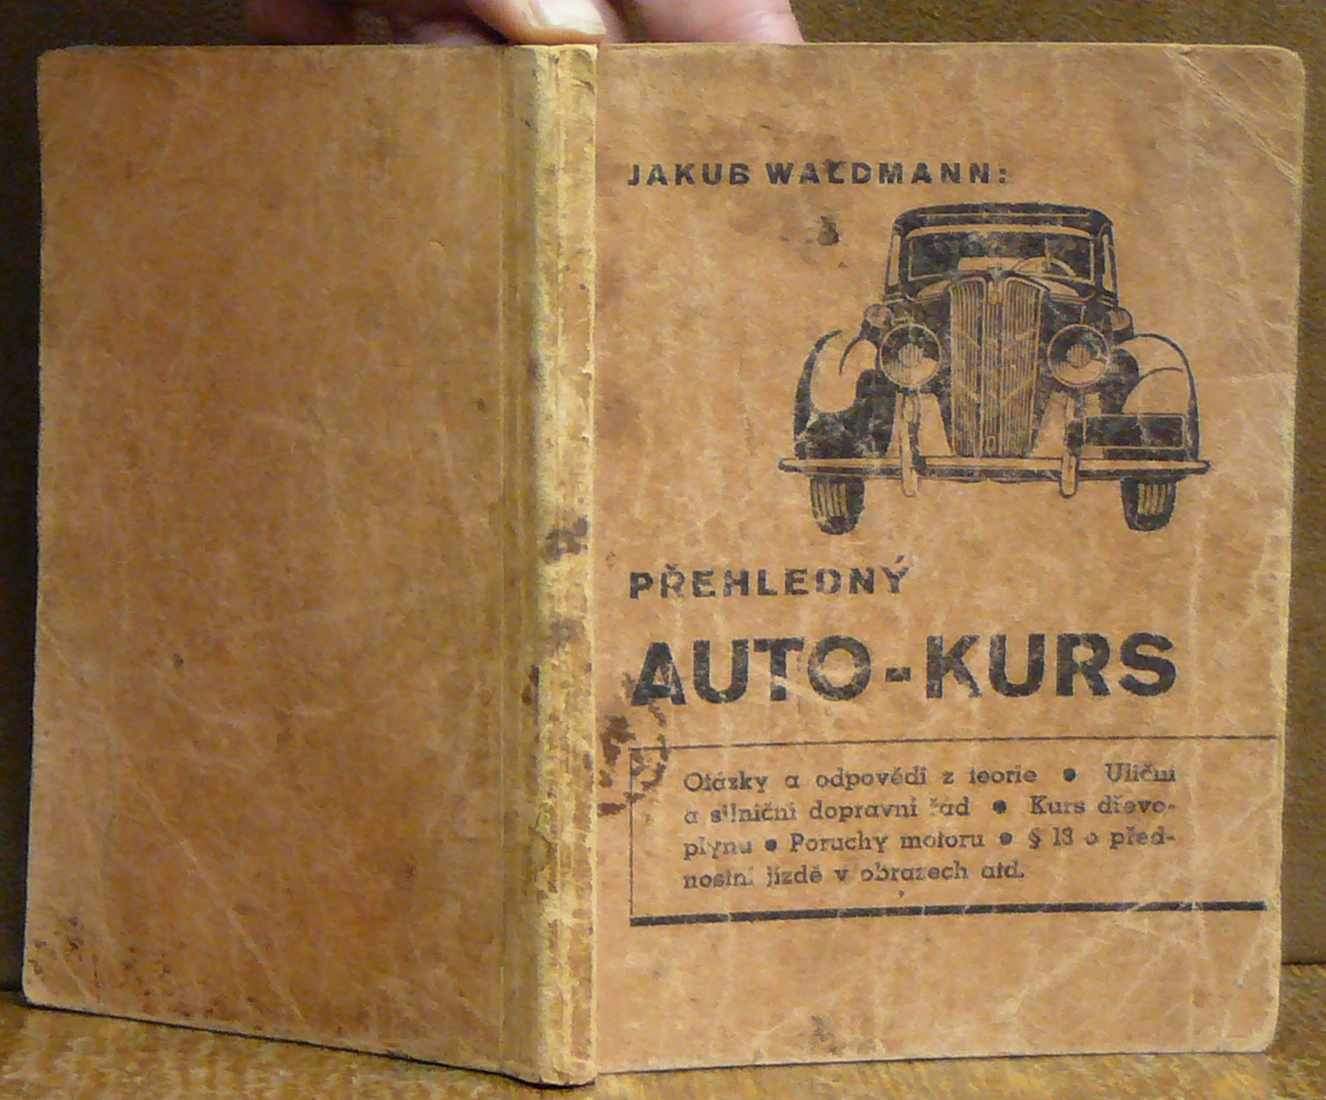 JAKUB WALDMANN:
PŘEHLEDNÝ
AUTO-KURS
Otázky a odpovědi z teorie • Uliční
a silniční dopravní řád • Kurs dřevo-
plynu • Poruchy motoru • § 13 o před-
nostní jízdě v obrazech atd.